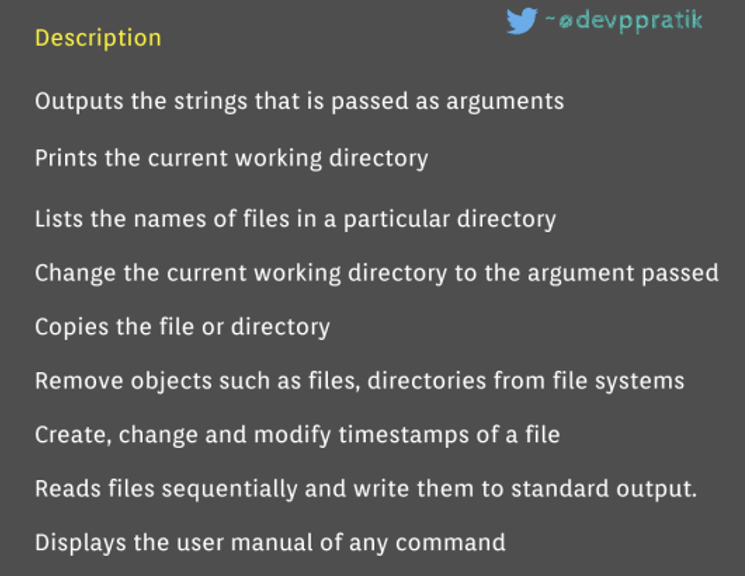 ~@devppratik
Description
Outputs the strings that is passed as arguments
Prints the current working directory
Lists the names of files in a particular directory
Change the current working directory to the argument passed
Copies the file or directory
Remove objects such as files, directories from file systems
Create, change and modify timestamps of a file
Reads files sequentially and write them to standard output.
Displays the user manual of any command